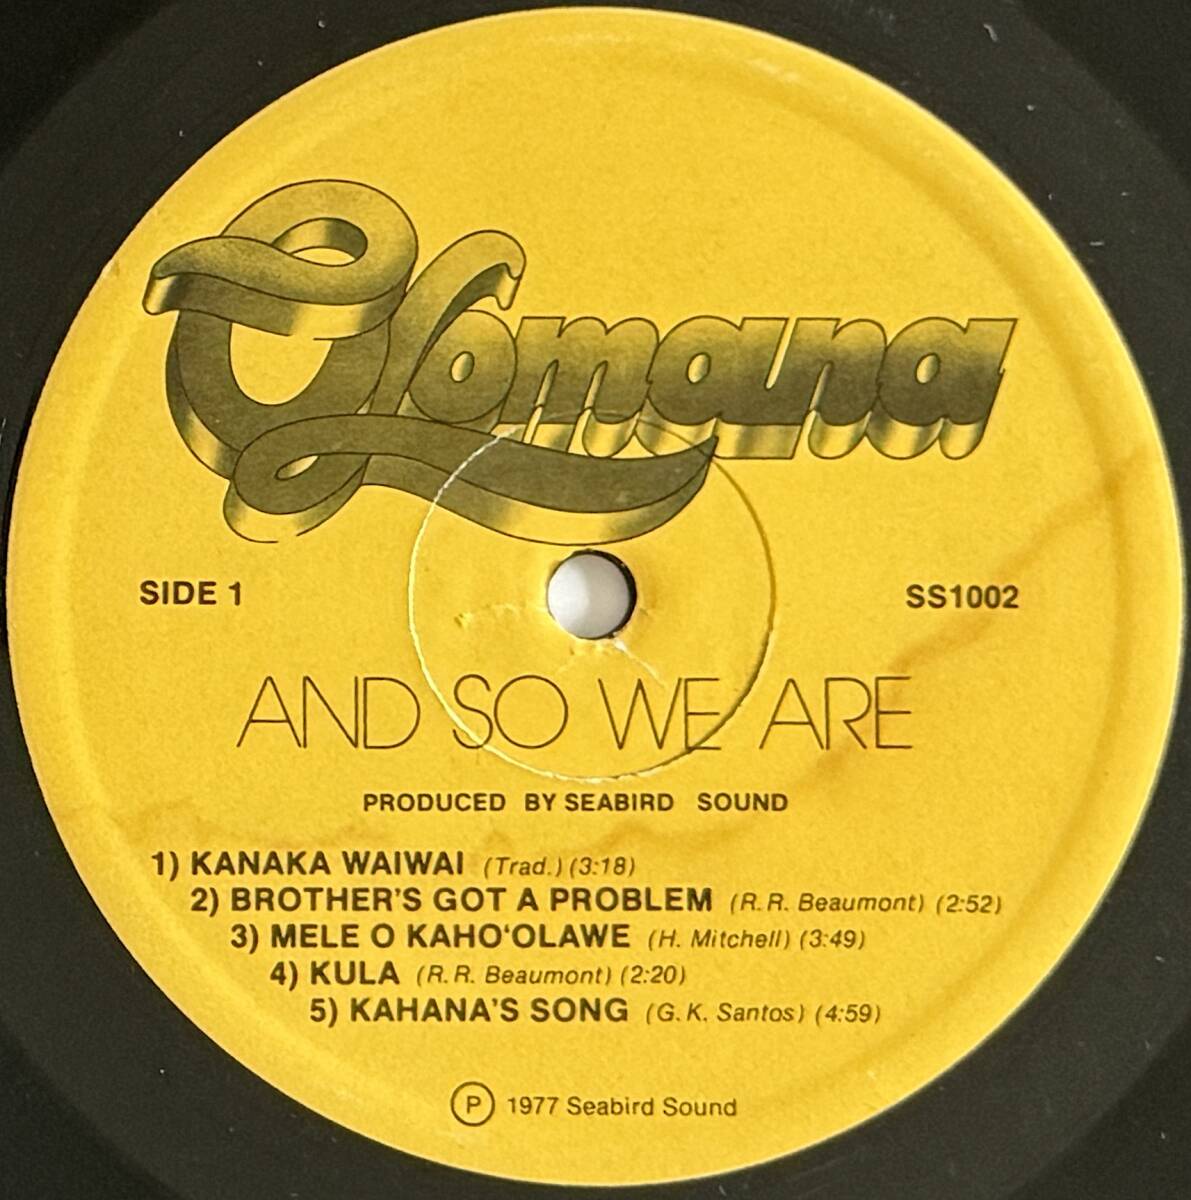 Olomana
SIDE 1
SS1002
AND SO WE ARE
PRODUCED BY SEABIRD SOUND
1) KANAKA WAIWAI (Trad.) (3:18)
2) BROTHER'S GOT A PROBLEM (R. R. Beaumont) (2:52)
3) MELE O KAHO‘OLAWE (H. Mitchell) (3:49)
4) KULA (R. R. Beaumont) (2:20)
5) KAHANA'S SONG (G. K. Santos) (4:59)
Ⓟ 1977 Seabird Sound